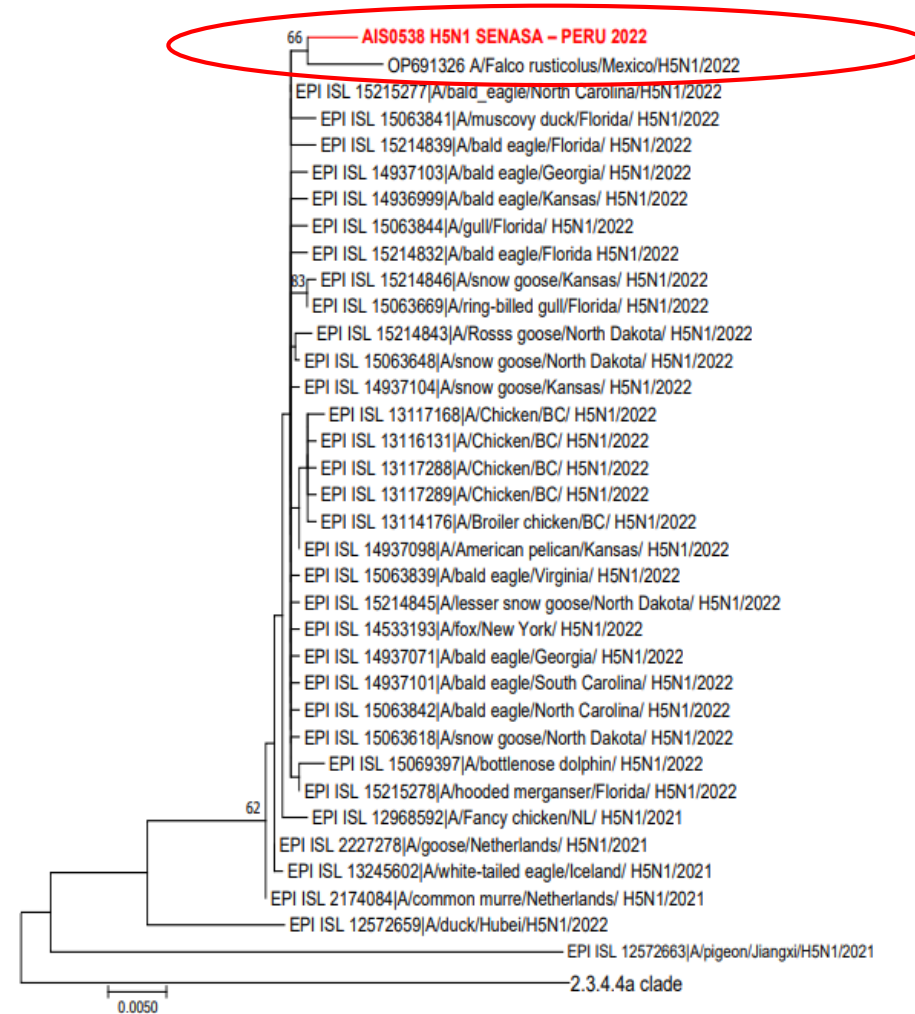 66
AIS0538 H5N1 SENASA – PERU 2022
OP691326 A/Falco rusticolus/Mexico/H5N1/2022
EPI ISL 15215277|A/bald_eagle/North Carolina/H5N1/2022
EPI ISL 15063841|A/muscovy duck/Florida/ H5N1/2022
EPI ISL 15214839|A/bald eagle/Florida/ H5N1/2022
EPI ISL 14937103|A/bald eagle/Georgia/ H5N1/2022
EPI ISL 14936999|A/bald eagle/Kansas/ H5N1/2022
EPI ISL 15063844|A/gull/Florida/ H5N1/2022
EPI ISL 15214832|A/bald eagle/Florida H5N1/2022
83
EPI ISL 15214846|A/snow goose/Kansas/ H5N1/2022
EPI ISL 15063669|A/ring-billed gull/Florida/ H5N1/2022
EPI ISL 15214843|A/Rosss goose/North Dakota/ H5N1/2022
EPI ISL 15063648|A/snow goose/North Dakota/ H5N1/2022
EPI ISL 14937104|A/snow goose/Kansas/ H5N1/2022
EPI ISL 13117168|A/Chicken/BC/ H5N1/2022
EPI ISL 13116131|A/Chicken/BC/ H5N1/2022
EPI ISL 13117288|A/Chicken/BC/ H5N1/2022
EPI ISL 13117289|A/Chicken/BC/ H5N1/2022
EPI ISL 13114176|A/Broiler chicken/BC/ H5N1/2022
EPI ISL 14937098|A/American pelican/Kansas/ H5N1/2022
EPI ISL 15063839|A/bald eagle/Virginia/ H5N1/2022
EPI ISL 15214845|A/lesser snow goose/North Dakota/ H5N1/2022
EPI ISL 14533193|A/fox/New York/ H5N1/2022
EPI ISL 14937071|A/bald eagle/Georgia/ H5N1/2022
EPI ISL 14937101|A/bald eagle/South Carolina/ H5N1/2022
EPI ISL 15063842|A/bald eagle/North Carolina/ H5N1/2022
EPI ISL 15063618|A/snow goose/North Dakota/ H5N1/2022
EPI ISL 15069397|A/bottlenose dolphin/ H5N1/2022
EPI ISL 15215278|A/hooded merganser/Florida/ H5N1/2022
62
EPI ISL 12968592|A/Fancy chicken/NL/ H5N1/2021
EPI ISL 2227278|A/goose/Netherlands/ H5N1/2021
EPI ISL 13245602|A/white-tailed eagle/Iceland/ H5N1/2021
EPI ISL 2174084|A/common murre/Netherlands/ H5N1/2021
EPI ISL 12572659|A/duck/Hubei/H5N1/2022
EPI ISL 12572663|A/pigeon/Jiangxi/H5N1/2021
2.3.4.4a clade
0.0050